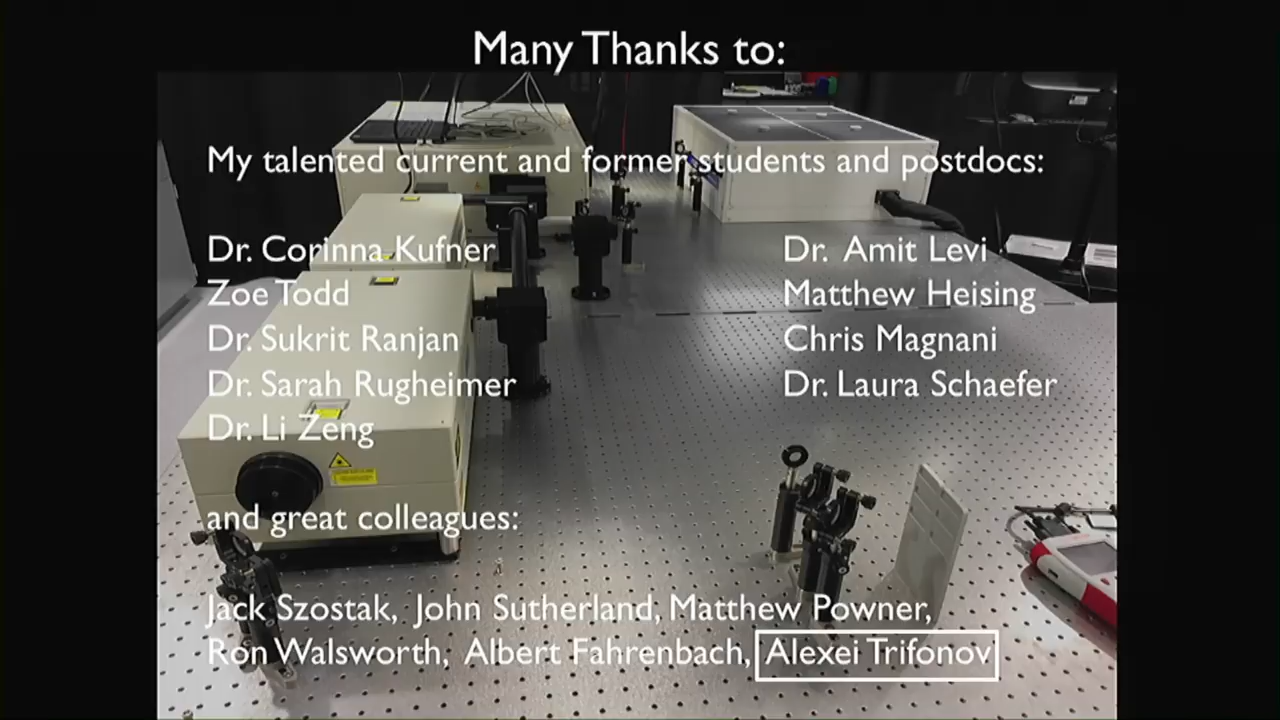 Many Thanks to:
My talented current and former students and postdocs:
Dr. Corinna Kufner
Zoe Todd
Dr. Sukrit Ranjan
Dr. Sarah Rugheimer
Dr. Li Zeng
Dr. Amit Levi
Matthew Heising
Chris Magnani
Dr. Laura Schaefer
and great colleagues:
Jack Szostak, John Sutherland, Matthew Powner,
Ron Walsworth, Albert Fahrenbach, Alexei Trifonov